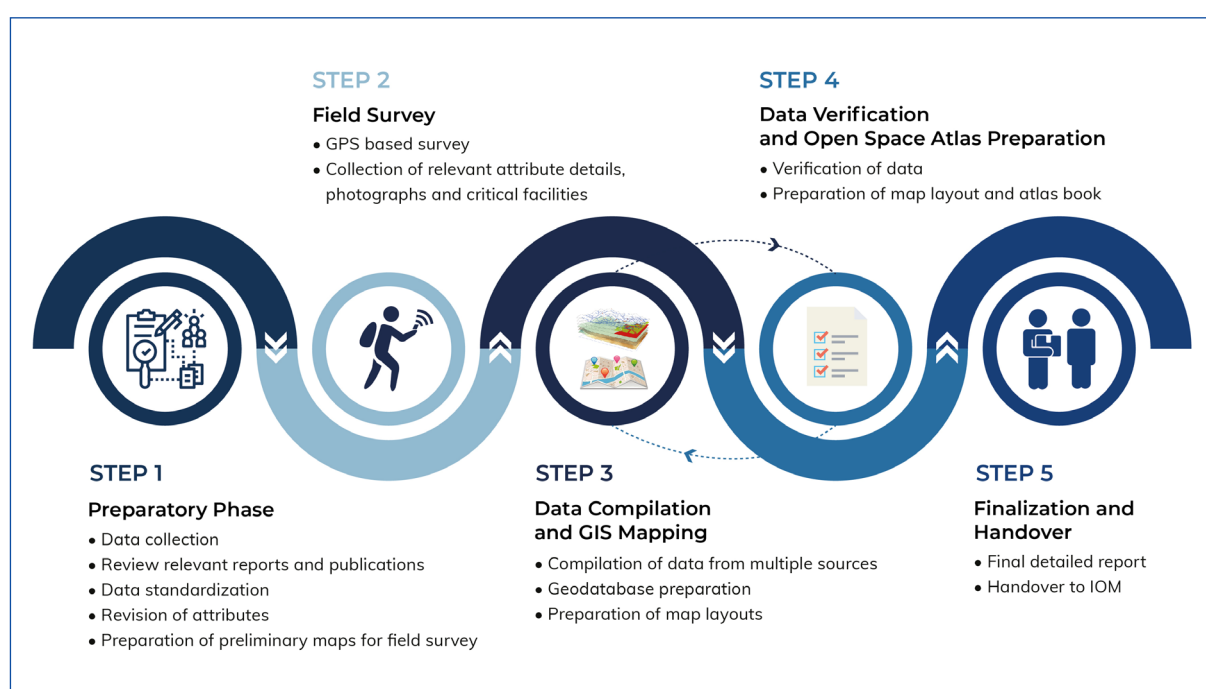 STEP 1
Preparatory Phase
• Data collection
• Review relevant reports and publications
• Data standardization
• Revision of attributes
• Preparation of preliminary maps for field survey
STEP 2
Field Survey
• GPS based survey
• Collection of relevant attribute details,
photographs and critical facilities
STEP 3
Data Compilation
and GIS Mapping
• Compilation of data from multiple sources
• Geodatabase preparation
• Preparation of map layouts
STEP 4
Data Verification
and Open Space Atlas Preparation
• Verification of data
• Preparation of map layout and atlas book
STEP 5
Finalization and
Handover
• Final detailed report
• Handover to IOM